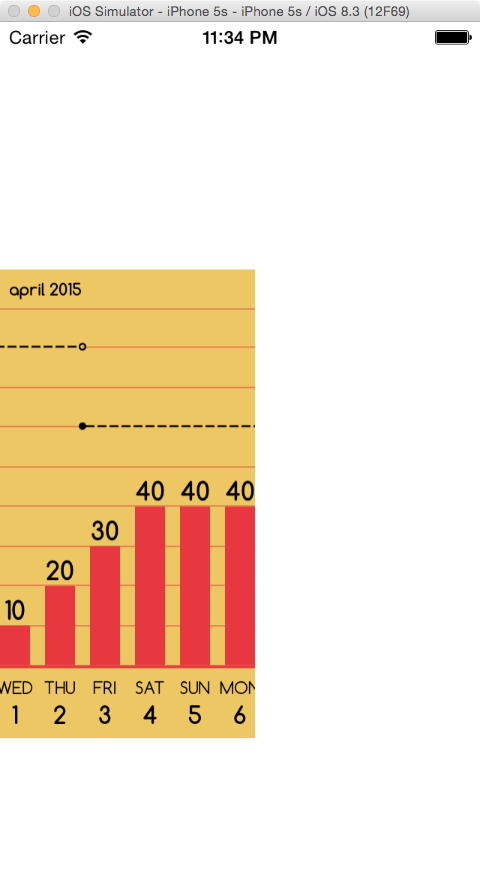 iOS Simulator - iPhone 5s - iPhone 5s / iOS 8.3 (12F69)
Carrier 11:34 PM
april 2015
40 40 40
30
20
10
WED THU FRI SAT SUN MON
1 2 3 4 5 6